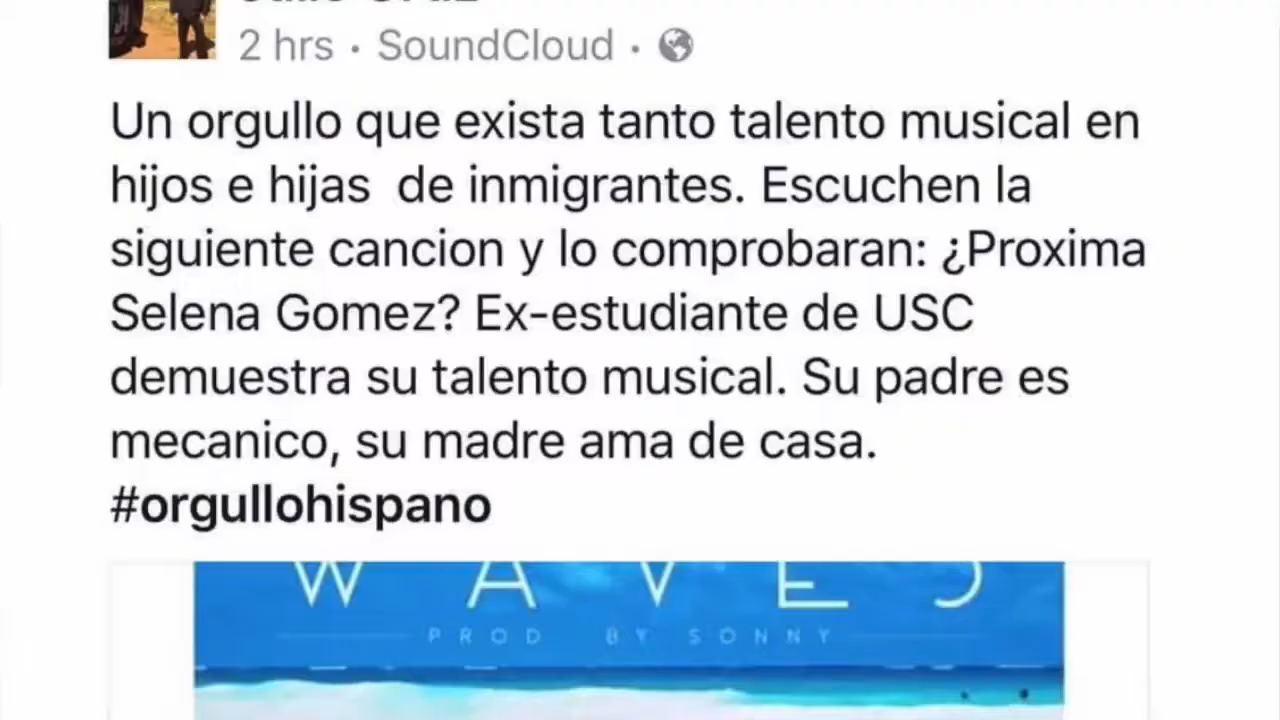 2 hrs · SoundCloud ·
Un orgullo que exista tanto talento musical en
hijos e hijas  de inmigrantes. Escuchen la
siguiente cancion y lo comprobaran: ¿Proxima
Selena Gomez? Ex-estudiante de USC
demuestra su talento musical. Su padre es
mecanico, su madre ama de casa.
#orgullohispano
WAVES
PROD BY SONNY